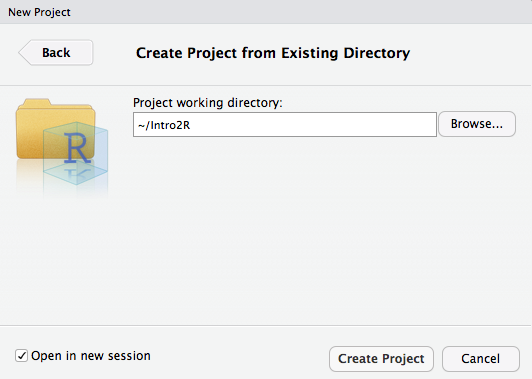 New Project
Back
Create Project from Existing Directory
Project working directory:
~/Intro2R
Browse...
R
Open in new session
Create Project
Cancel